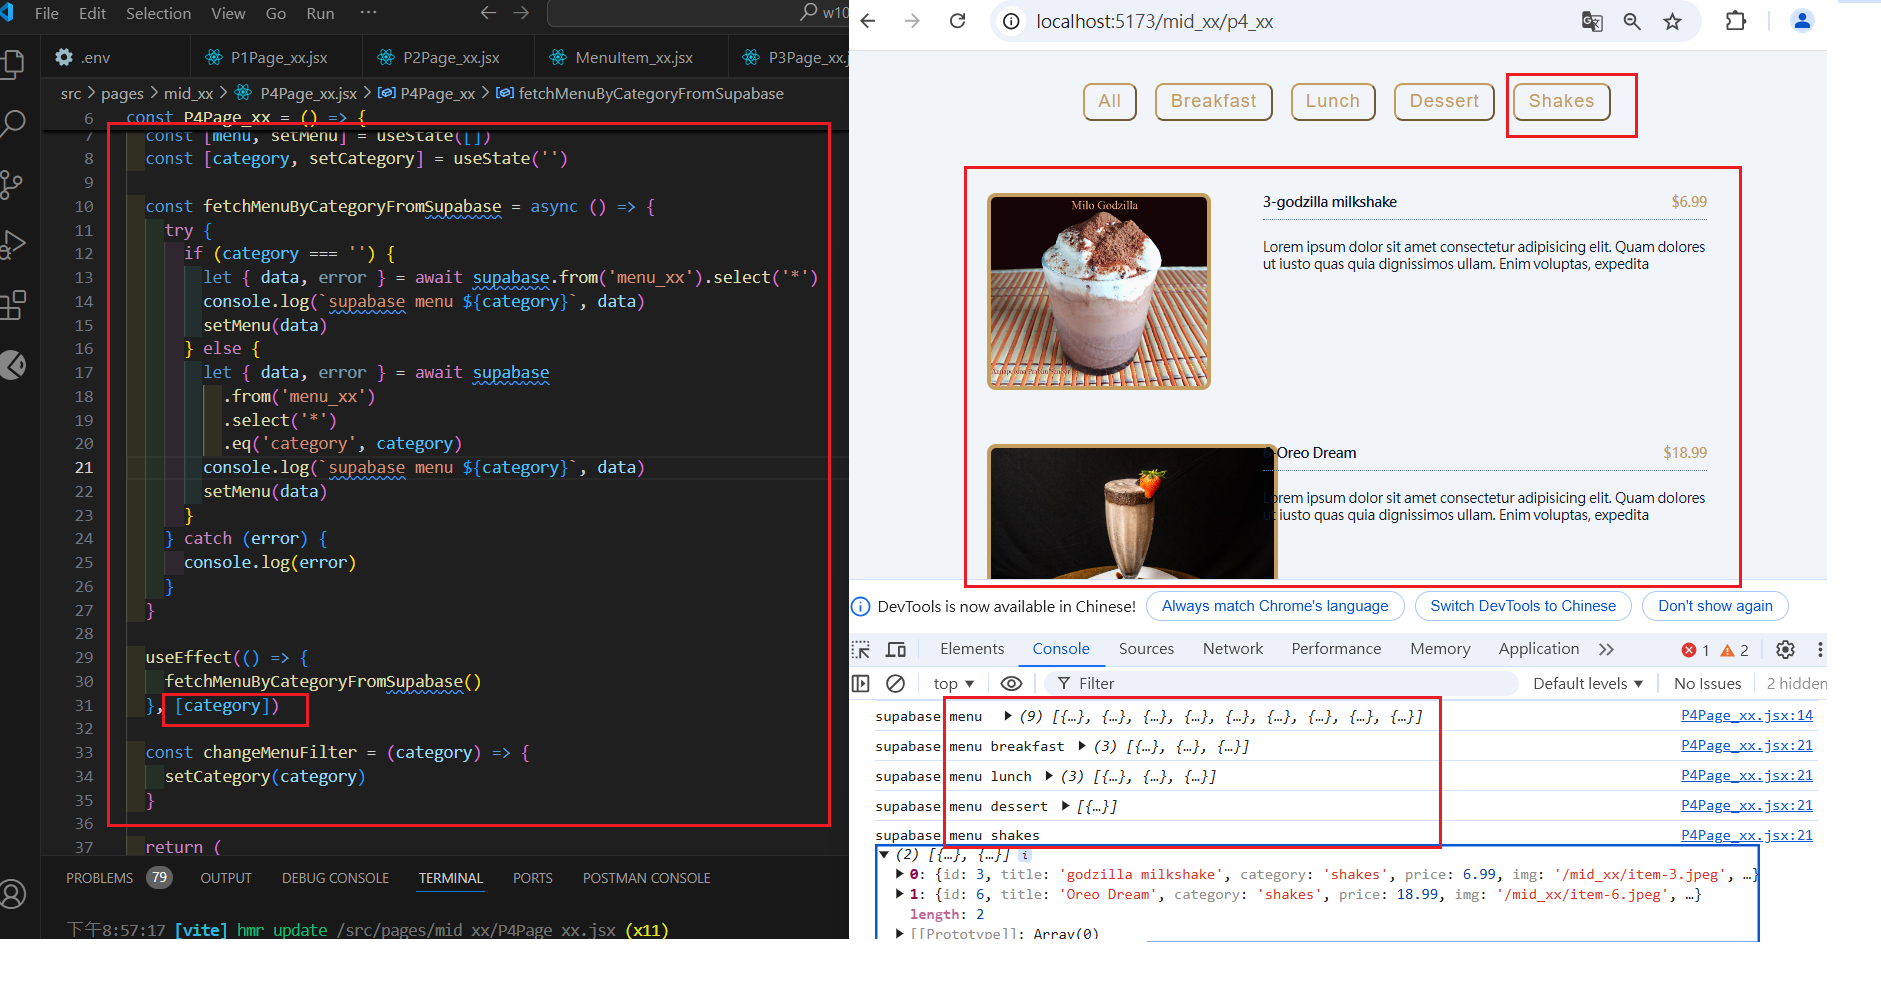 File Edit Selection View Go Run ···
w10
.env P1Page_xx.jsx P2Page_xx.jsx MenuItem_xx.jsx P3Page_xx.j
src > pages > mid_xx > P4Page_xx.jsx > P4Page_xx > fetchMenuByCategoryFromSupabase
6 const P4Page_xx = () => {
7 const [menu, setMenu] = useState([])
8 const [category, setCategory] = useState('')
9
10 const fetchMenuByCategoryFromSupabase = async () => {
11 try {
12 if (category === '') {
13 let { data, error } = await supabase.from('menu_xx').select('*')
14 console.log(`supabase menu ${category}`, data)
15 setMenu(data)
16 } else {
17 let { data, error } = await supabase
18 .from('menu_xx')
19 .select('*')
20 .eq('category', category)
21 console.log(`supabase menu ${category}`, data)
22 setMenu(data)
23 }
24 } catch (error) {
25 console.log(error)
26 }
27 }
28
29 useEffect(() => {
30 fetchMenuByCategoryFromSupabase()
31 }, [category])
32
33 const changeMenuFilter = (category) => {
34 setCategory(category)
35 }
36
37 return (
PROBLEMS 79 OUTPUT DEBUG CONSOLE TERMINAL PORTS POSTMAN CONSOLE
下午8:57:17 [vite] hmr update /src/pages/mid_xx/P4Page_xx.jsx (x11)
localhost:5173/mid_xx/p4_xx
All Breakfast Lunch Dessert Shakes
Milo Godzilla
3-godzilla milkshake $6.99
Lorem ipsum dolor sit amet consectetur adipisicing elit. Quam dolores
ut iusto quas quia dignissimos ullam. Enim voluptas, expedita
6-Oreo Dream $18.99
Lorem ipsum dolor sit amet consectetur adipisicing elit. Quam dolores
ut iusto quas quia dignissimos ullam. Enim voluptas, expedita
DevTools is now available in Chinese! Always match Chrome's language Switch DevTools to Chinese Don't show again
Elements Console Sources Network Performance Memory Application >> 1 2
top Filter Default levels No Issues 2 hidden
supabase menu (9) [{…}, {…}, {…}, {…}, {…}, {…}, {…}, {…}, {…}] P4Page_xx.jsx:14
supabase menu breakfast (3) [{…}, {…}, {…}] P4Page_xx.jsx:21
supabase menu lunch (3) [{…}, {…}, {…}] P4Page_xx.jsx:21
supabase menu dessert [{…}] P4Page_xx.jsx:21
supabase menu shakes P4Page_xx.jsx:21
(2) [{…}, {…}] i
0: {id: 3, title: 'godzilla milkshake', category: 'shakes', price: 6.99, img: '/mid_xx/item-3.jpeg', …}
1: {id: 6, title: 'Oreo Dream', category: 'shakes', price: 18.99, img: '/mid_xx/item-6.jpeg', …}
length: 2
[[Prototype]]: Array(0)